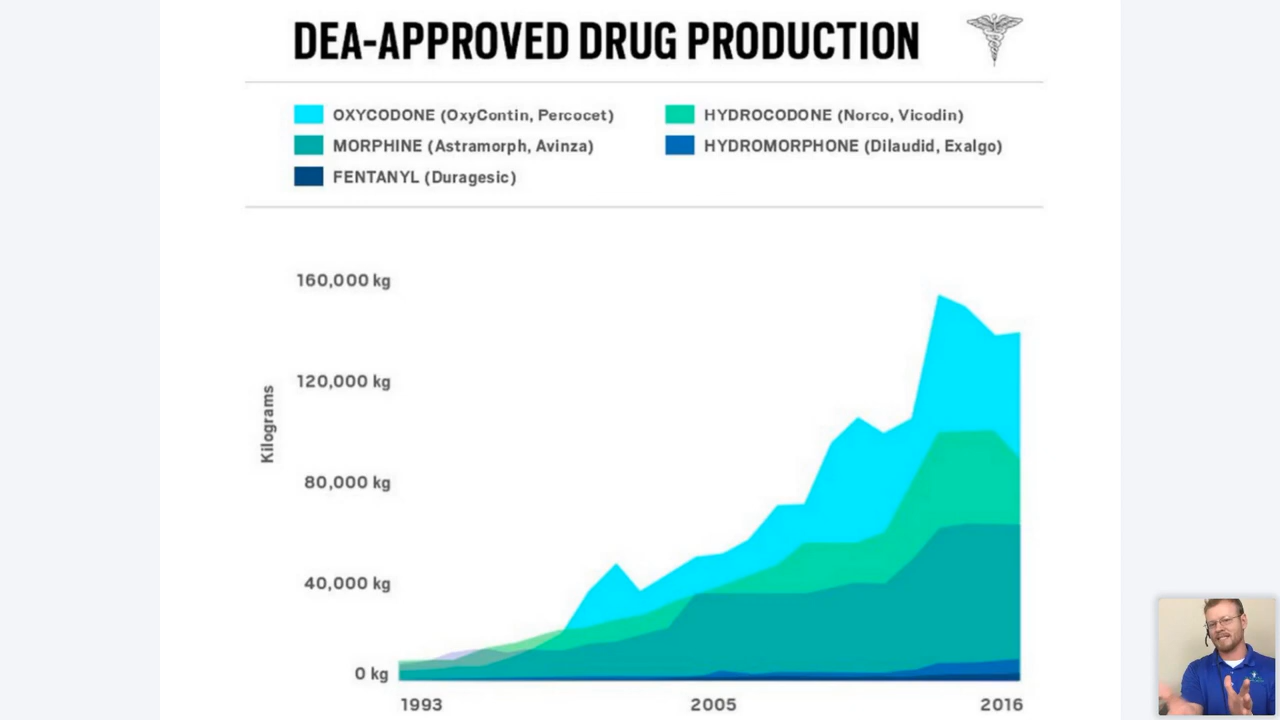 DEA-APPROVED DRUG PRODUCTION
OXYCODONE (OxyContin, Percocet)
HYDROCODONE (Norco, Vicodin)
MORPHINE (Astramorph, Avinza)
HYDROMORPHONE (Dilaudid, Exalgo)
FENTANYL (Duragesic)
160,000 kg
120,000 kg
80,000 kg
40,000 kg
0 kg
Kilograms
1993
2005
2016